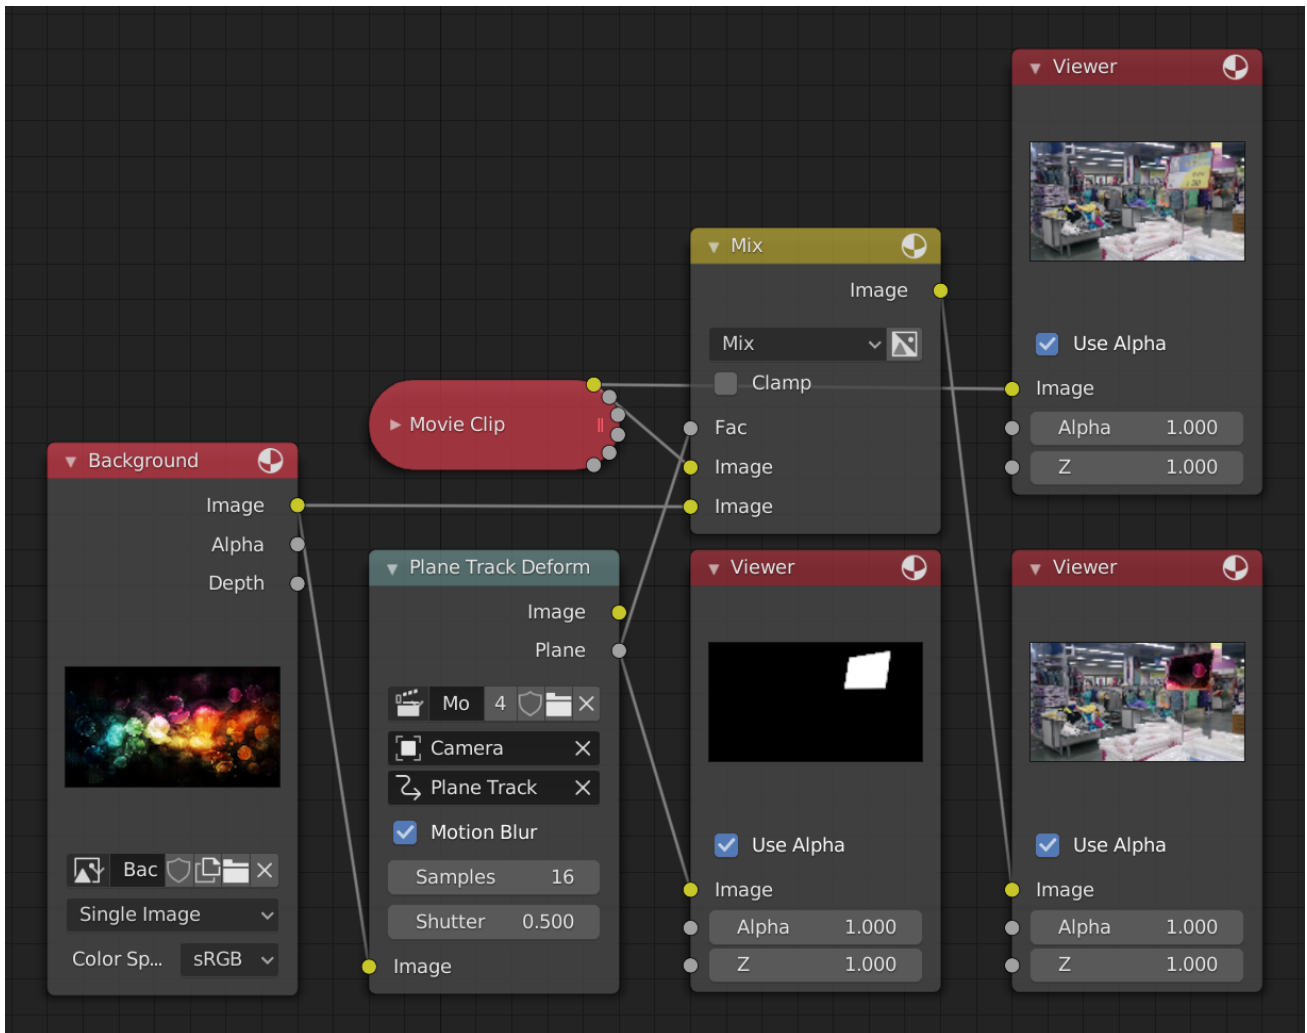 Viewer
Use Alpha
Image
Alpha 1.000
Z 1.000
Mix
Image
Mix
Clamp
Fac
Image
Image
Movie Clip
Background
Image
Alpha
Depth
Bac
Single Image
Color Sp... sRGB
Plane Track Deform
Image
Plane
Mo 4
Camera
Plane Track
Motion Blur
Samples 16
Shutter 0.500
Image
Viewer
Use Alpha
Image
Alpha 1.000
Z 1.000
Viewer
Use Alpha
Image
Alpha 1.000
Z 1.000